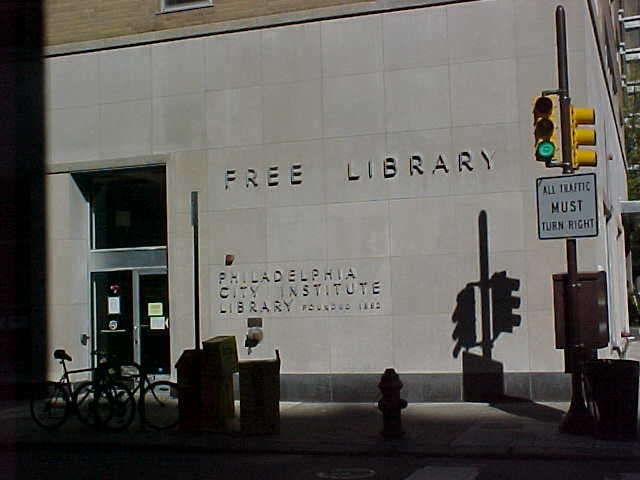 FREE LIBRARY
ALL TRAFFIC
MUST
TURN RIGHT
PHILADELPHIA
CITY INSTITUTE
LIBRARY FOUNDED 1852